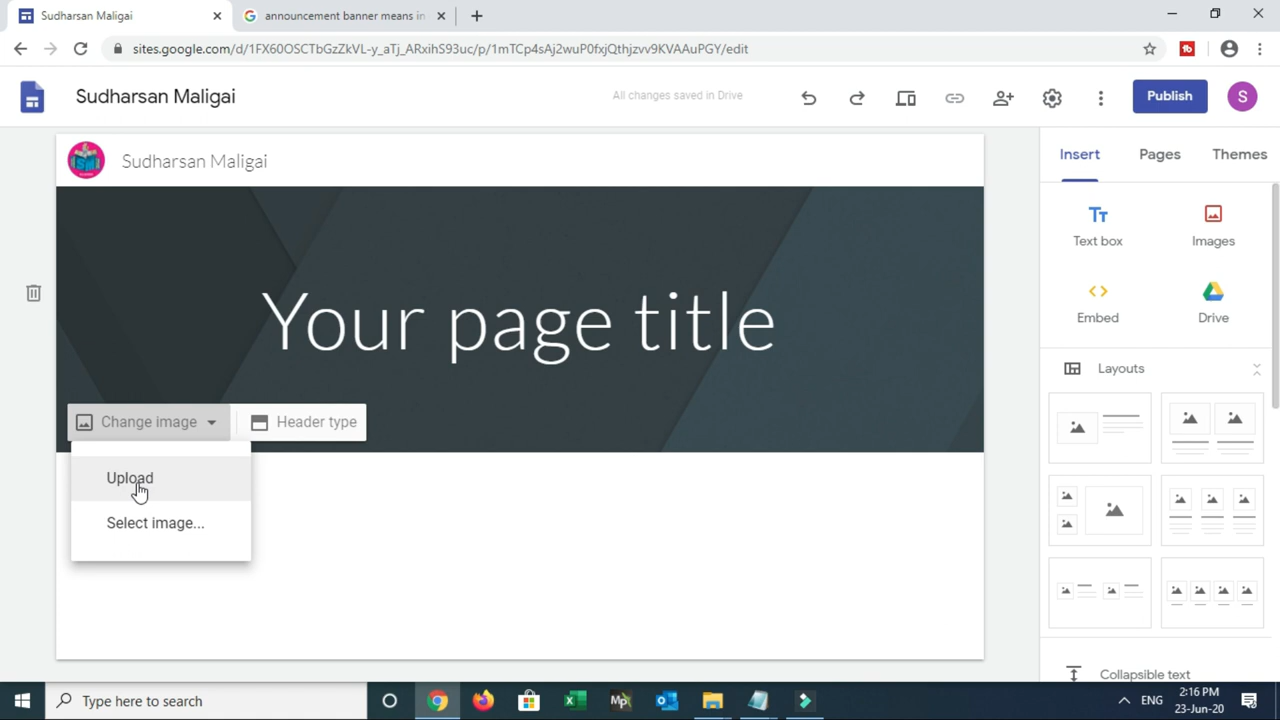 Sudharsan Maligai
announcement banner means in
sites.google.com/d/1FX60OSCTbGzZkVL-y_aTj_ARxihS93uc/p/1mTCp4sAj2wuP0fxjQthjzvv9KVAAuPGY/edit
Sudharsan Maligai
All changes saved in Drive
Publish
S
Sudharsan Maligai
Insert
Pages
Themes
Text box
Images
Your page title
Embed
Drive
Layouts
Change image
Header type
Upload
Select image...
Collapsible text
Type here to search
ENG
2:16 PM
23-Jun-20